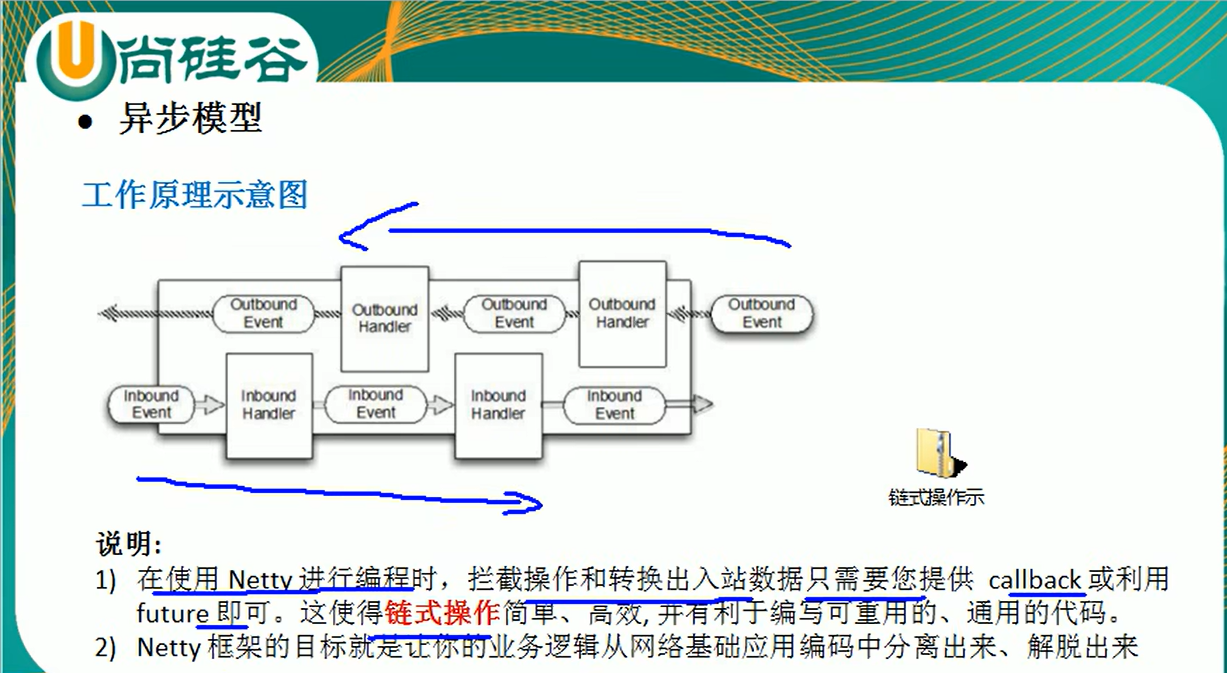 尚硅谷
● 异步模型
工作原理示意图
Outbound
Event
Outbound
Handler
Outbound
Event
Outbound
Handler
Outbound
Event
Inbound
Event
Inbound
Handler
Inbound
Event
Inbound
Handler
Inbound
Event
链式操作示
说明:
1) 在使用 Netty 进行编程时，拦截操作和转换出入站数据只需要您提供 callback 或利用
future 即可。这使得链式操作简单、高效, 并有利于编写可重用的、通用的代码。
2) Netty 框架的目标就是让你的业务逻辑从网络基础应用编码中分离出来、解脱出来